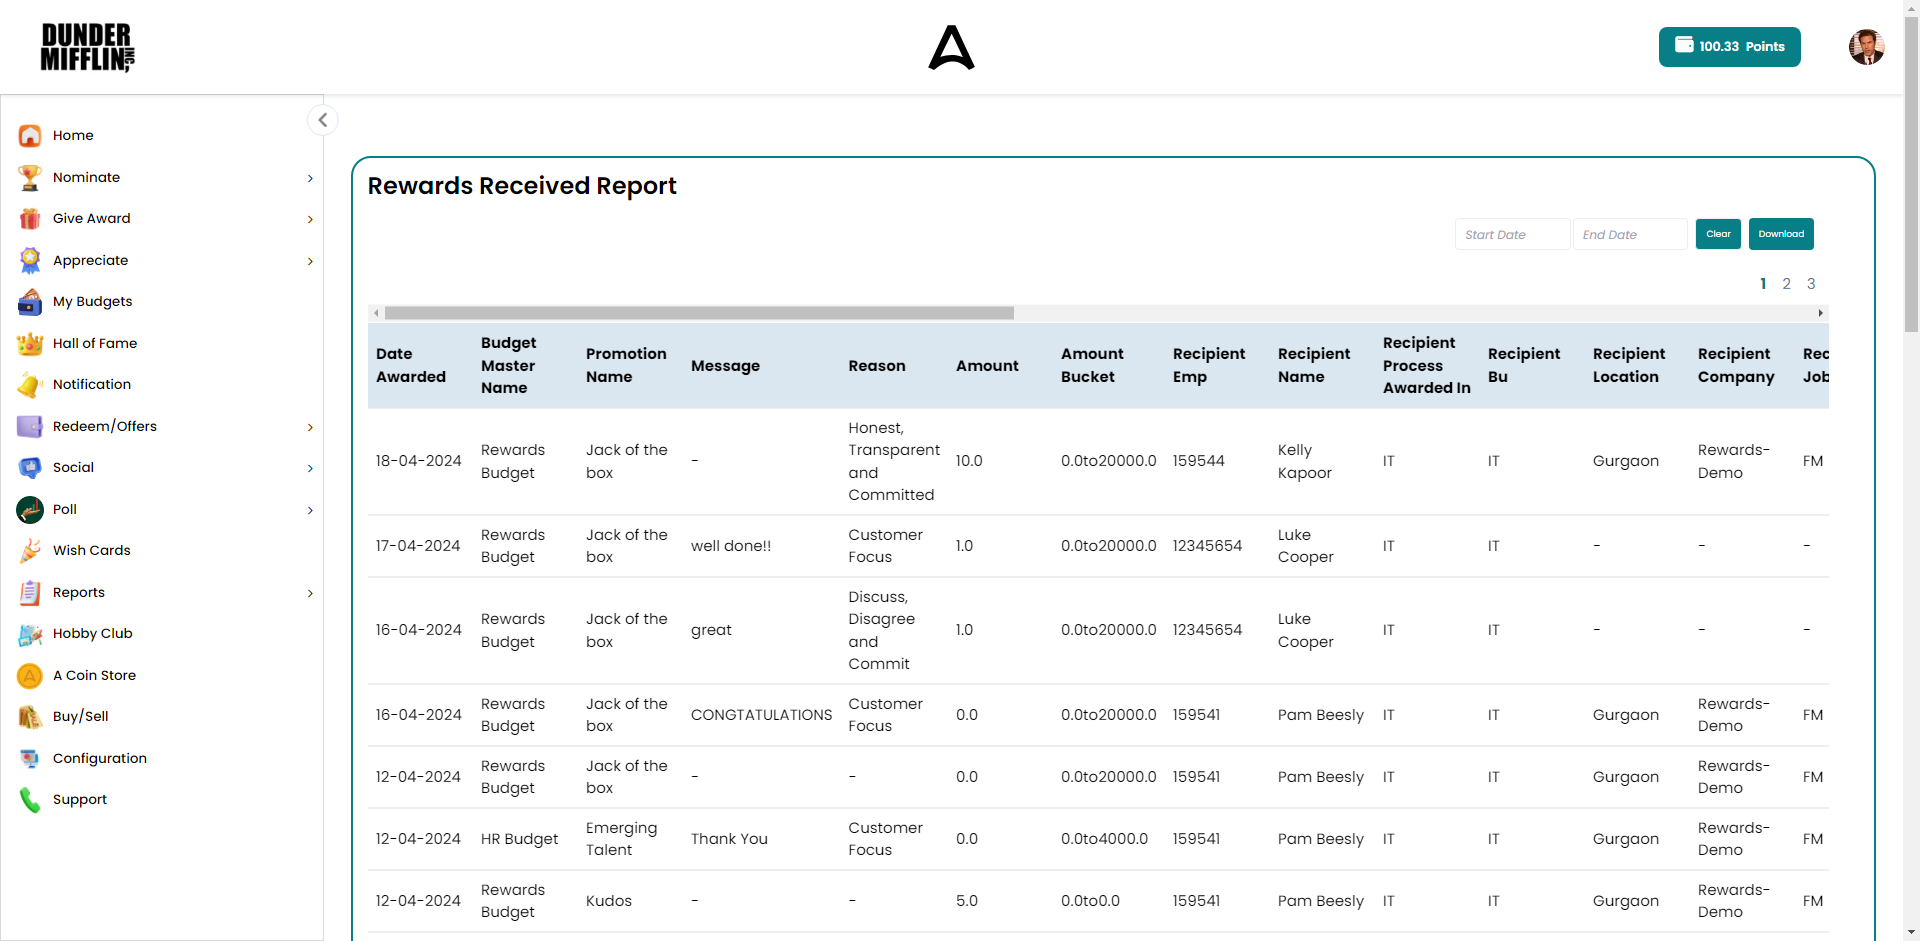 DUNDER
MIFFLIN, INC
100.33 Points
Home
Nominate
Give Award
Appreciate
My Budgets
Hall of Fame
Notification
Redeem/Offers
Social
Poll
Wish Cards
Reports
Hobby Club
A Coin Store
Buy/Sell
Configuration
Support
Rewards Received Report
Start Date End Date Clear Download
1 2 3
Date Awarded Budget Master Name Promotion Name Message Reason Amount Amount Bucket Recipient Emp Recipient Name Recipient Process Awarded In Recipient Bu Recipient Location Recipient Company Rec Job
18-04-2024 Rewards Budget Jack of the box - Honest, Transparent and Committed 10.0 0.0to20000.0 159544 Kelly Kapoor IT IT Gurgaon Rewards-Demo FM
17-04-2024 Rewards Budget Jack of the box well done!! Customer Focus 1.0 0.0to20000.0 12345654 Luke Cooper IT IT - - -
16-04-2024 Rewards Budget Jack of the box great Discuss, Disagree and Commit 1.0 0.0to20000.0 12345654 Luke Cooper IT IT - - -
16-04-2024 Rewards Budget Jack of the box CONGTATULATIONS Customer Focus 0.0 0.0to20000.0 159541 Pam Beesly IT IT Gurgaon Rewards-Demo FM
12-04-2024 Rewards Budget Jack of the box - - 0.0 0.0to20000.0 159541 Pam Beesly IT IT Gurgaon Rewards-Demo FM
12-04-2024 HR Budget Emerging Talent Thank You Customer Focus 0.0 0.0to4000.0 159541 Pam Beesly IT IT Gurgaon Rewards-Demo FM
12-04-2024 Rewards Budget Kudos - - 5.0 0.0to0.0 159541 Pam Beesly IT IT Gurgaon Rewards-Demo FM